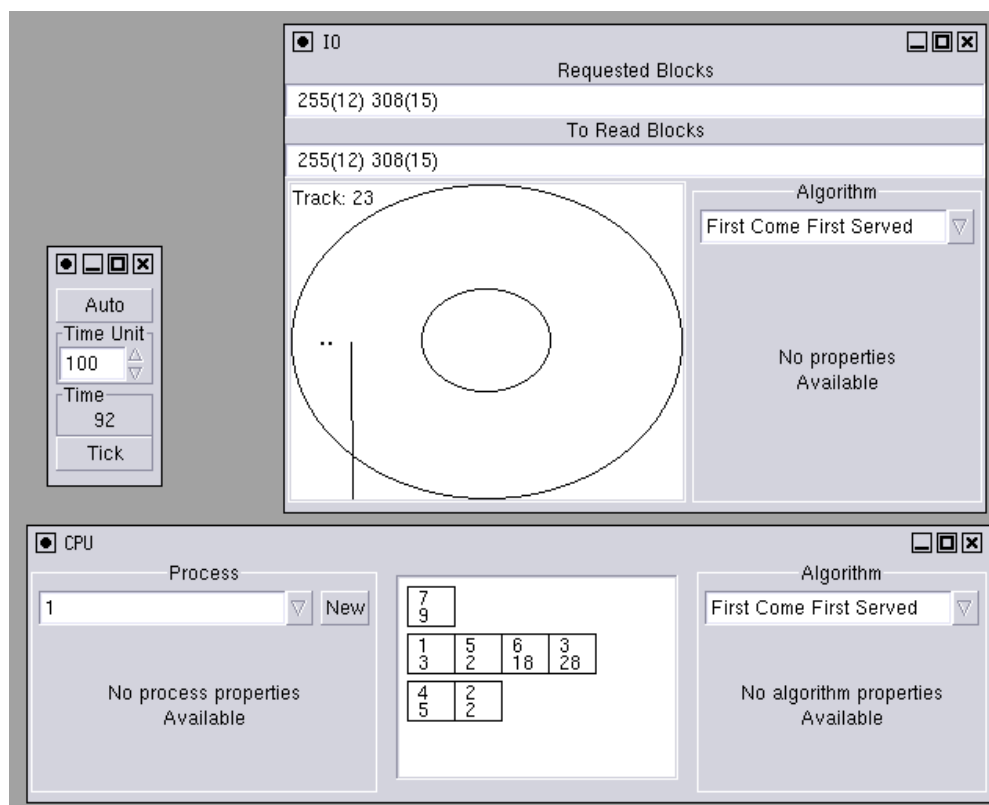 IO
Requested Blocks
255(12) 308(15)
To Read Blocks
255(12) 308(15)
Track: 23
Algorithm
First Come First Served
No properties
Available
Auto
Time Unit
100
Time
92
Tick
CPU
Process
1
New
No process properties
Available
7
9
1 5 6 3
3 2 18 28
4 2
5 2
Algorithm
First Come First Served
No algorithm properties
Available